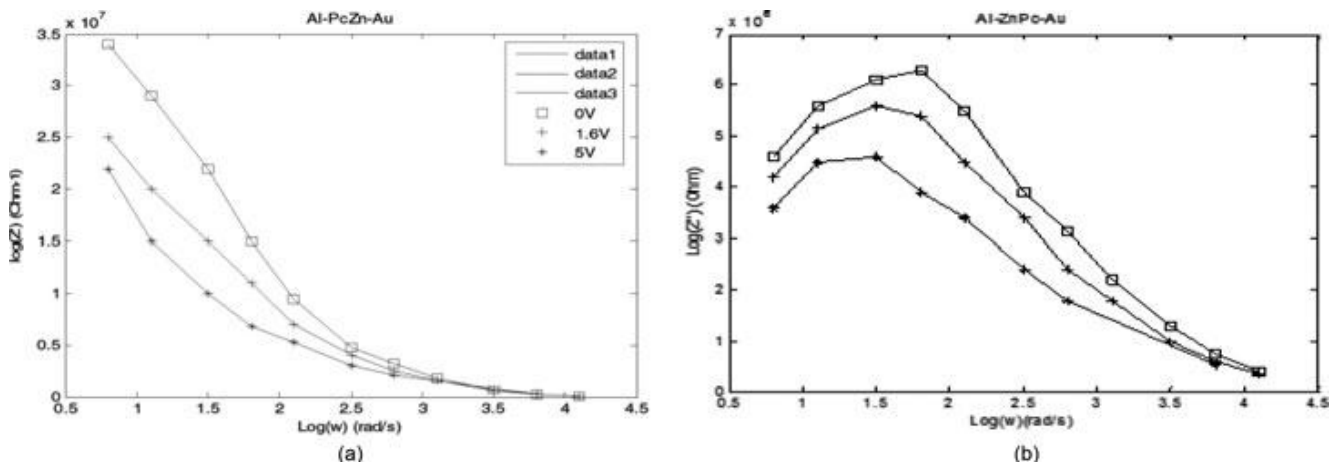 Al-PcZn-Au
x 10⁷
3.5
3
2.5
2
1.5
1
0.5
0
log(Z) (Ohm-1)
data1
data2
data3
0V
1.6V
5V
0.5 1 1.5 2 2.5 3 3.5 4 4.5
Log(w) (rad/s)
(a)
Al-ZnPc-Au
7 x 10
6
5
4
3
2
1
0
Log(Z") (Ohm)
0.5 1 1.5 2 2.5 3 3.5 4 4.5
Log(w)(rad/s)
(b)